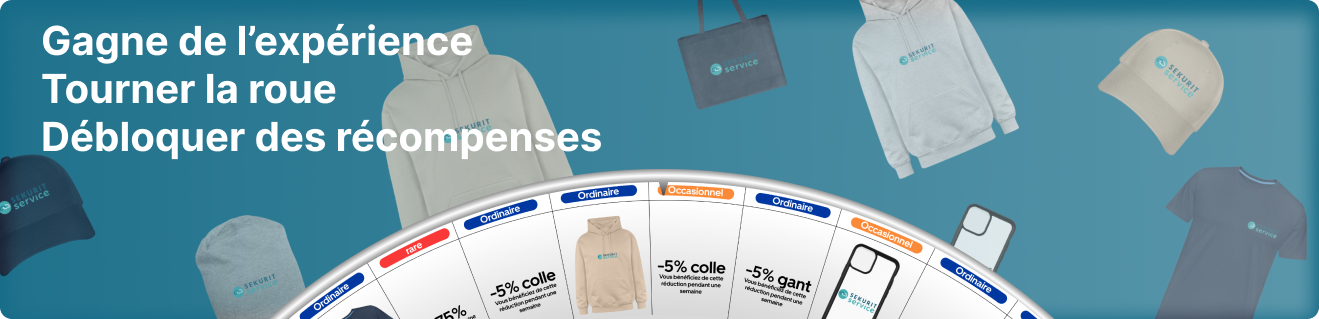 Gagne de l'expérience
Tourner la roue
Débloquer des récompenses
service
SEKURIT
service
SEKURIT
service
SEKURIT
service
SEKURIT
service
service
Ordinaire
rare
Ordinaire
Ordinaire
Occasionnel
Ordinaire
Occasionnel
Ordinaire
75%
-5% colle
Vous bénéficiez de cette
réduction pendant une
semaine
SEKURIT
service
-5% colle
Vous bénéficiez de cette
réduction pendant une
semaine
-5% gant
Vous bénéficiez de cette
réduction pendant une
semaine
SEKURIT
service